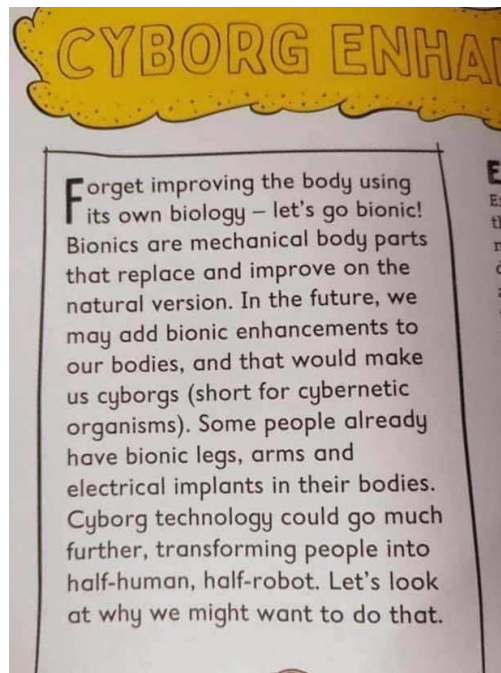 CYBORG ENHA
Forget improving the body using
its own biology – let's go bionic!
Bionics are mechanical body parts
that replace and improve on the
natural version. In the future, we
may add bionic enhancements to
our bodies, and that would make
us cyborgs (short for cybernetic
organisms). Some people already
have bionic legs, arms and
electrical implants in their bodies.
Cyborg technology could go much
further, transforming people into
half-human, half-robot. Let's look
at why we might want to do that.